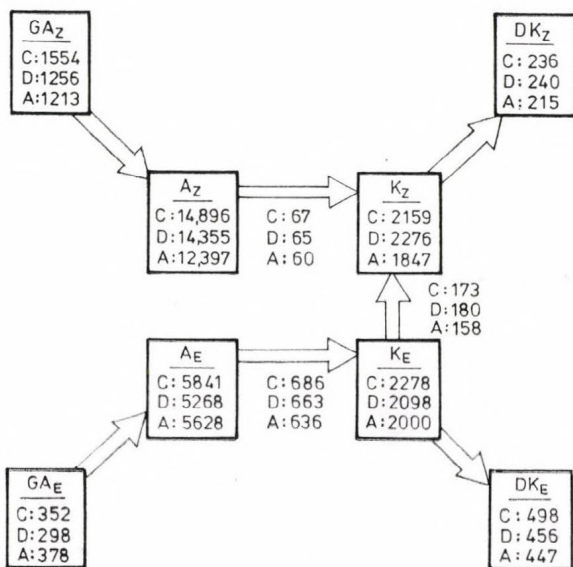 GAZ
C:1554
D:1256
A:1213
DKZ
C: 236
D: 240
A: 215
AZ
C:14,896
D:14,355
A:12,397
C: 67
D: 65
A: 60
KZ
C: 2159
D: 2276
A: 1847
C:173
D:180
A:158
AE
C: 5841
D: 5268
A: 5628
C: 686
D: 663
A: 636
KE
C: 2278
D: 2098
A: 2000
GAE
C:352
D: 298
A:378
DKE
C: 498
D: 456
A: 447